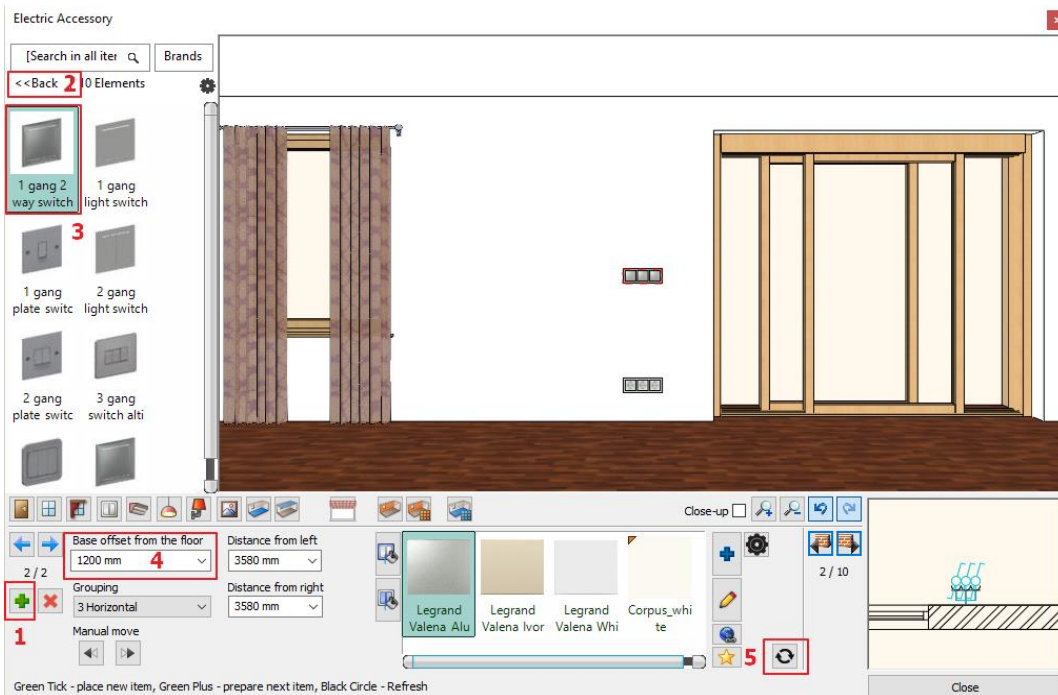 Electric Accessory
[Search in all iter
Brands
<<Back 2 10 Elements
1 gang 2
way switch
1 gang
light switch
3
1 gang
plate switc
2 gang
light switch
2 gang
plate switc
3 gang
switch alti
Close-up
Base offset from the floor
1200 mm 4
Distance from left
3580 mm
2 / 2
Grouping
3 Horizontal
Distance from right
3580 mm
1
Manual move
Legrand
Valena Alu
Legrand
Valena Ivor
Legrand
Valena Whi
Corpus_whi
te
2 / 10
5
Green Tick - place new item, Green Plus - prepare next item, Black Circle - Refresh
Close